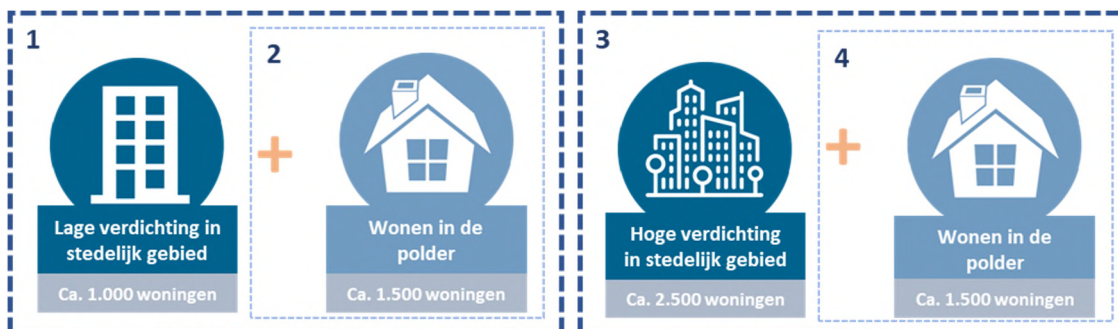 1
Lage verdichting in
stedelijk gebied
Ca. 1.000 woningen
2
Wonen in de
polder
Ca. 1.500 woningen
3
Hoge verdichting
in stedelijk gebied
Ca. 2.500 woningen
4
Wonen in de
polder
Ca. 1.500 woningen